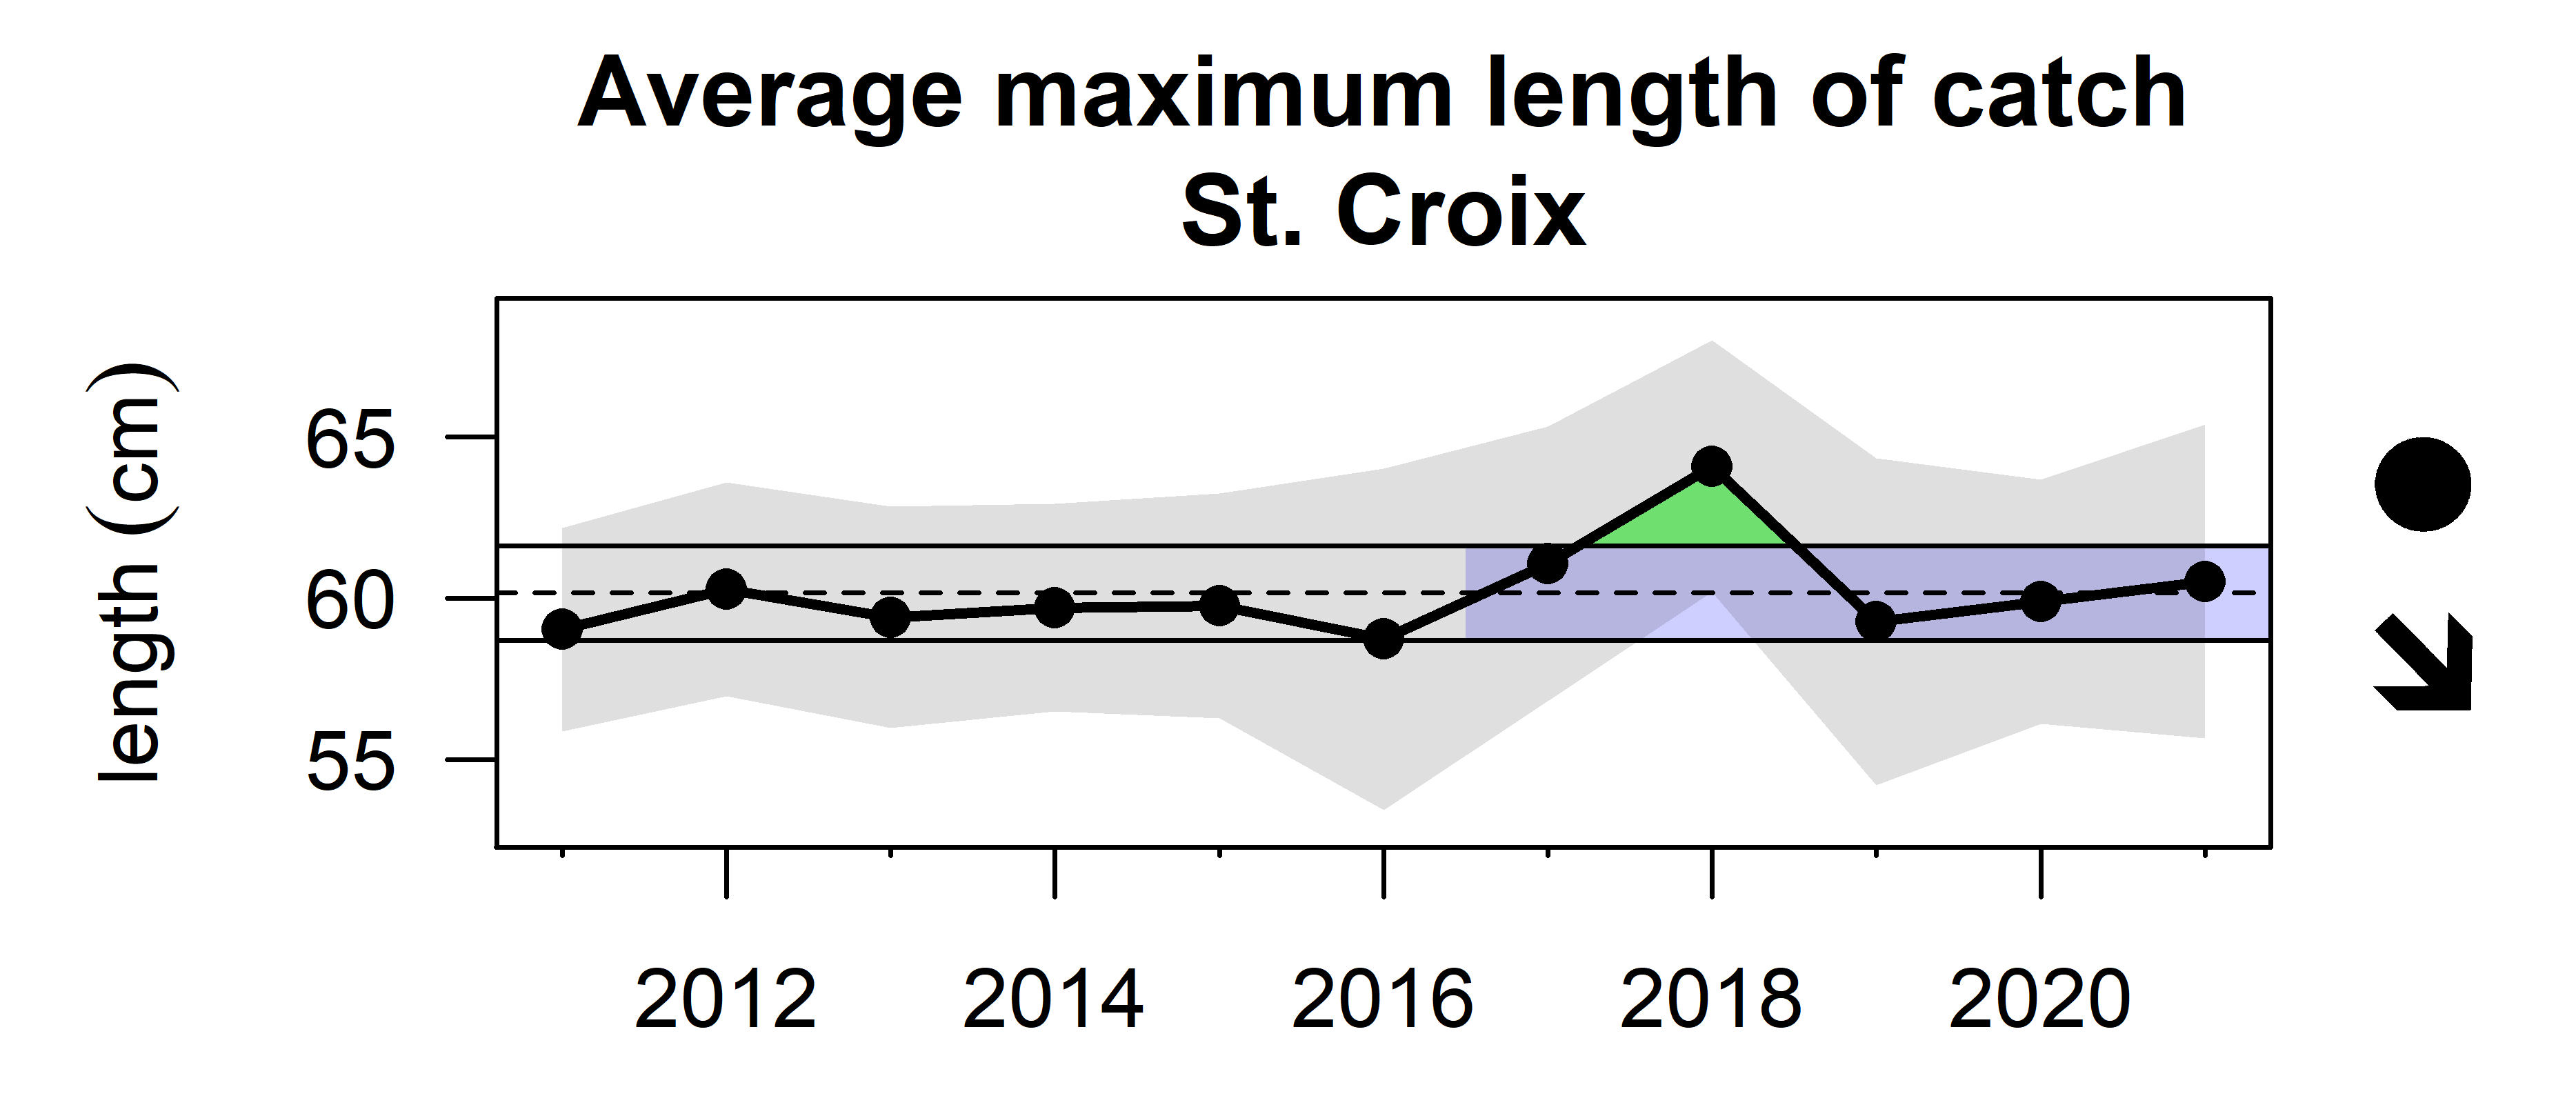 Average maximum length of catch
St. Croix
length (cm)
65
60
55
2012 2014 2016 2018 2020